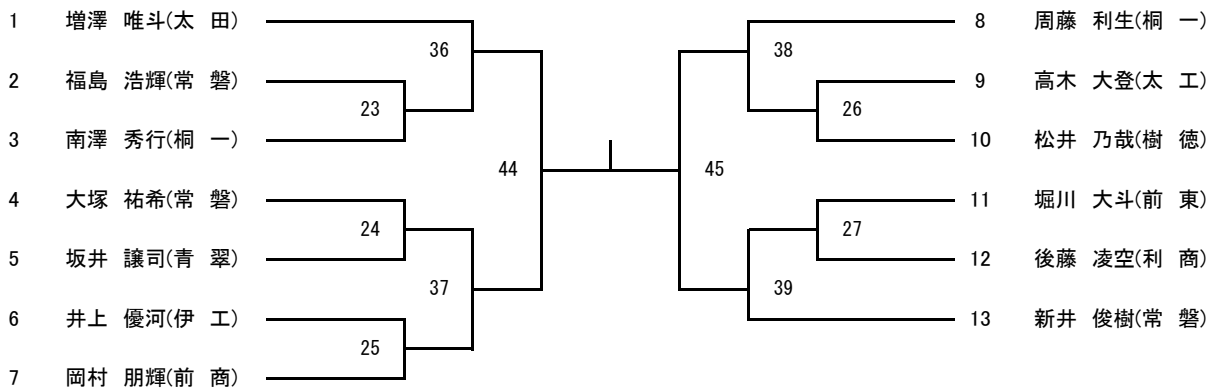 1 増澤 唯斗(太 田)
36
2 福島 浩輝(常 磐)
23
3 南澤 秀行(桐 一)
44
4 大塚 祐希(常 磐)
24
5 坂井 譲司(青 翠)
37
6 井上 優河(伊 工)
25
7 岡村 朋輝(前 商)
8 周藤 利生(桐 一)
38
9 高木 大登(太 工)
26
10 松井 乃哉(樹 徳)
45
11 堀川 大斗(前 東)
27
12 後藤 凌空(利 商)
39
13 新井 俊樹(常 磐)